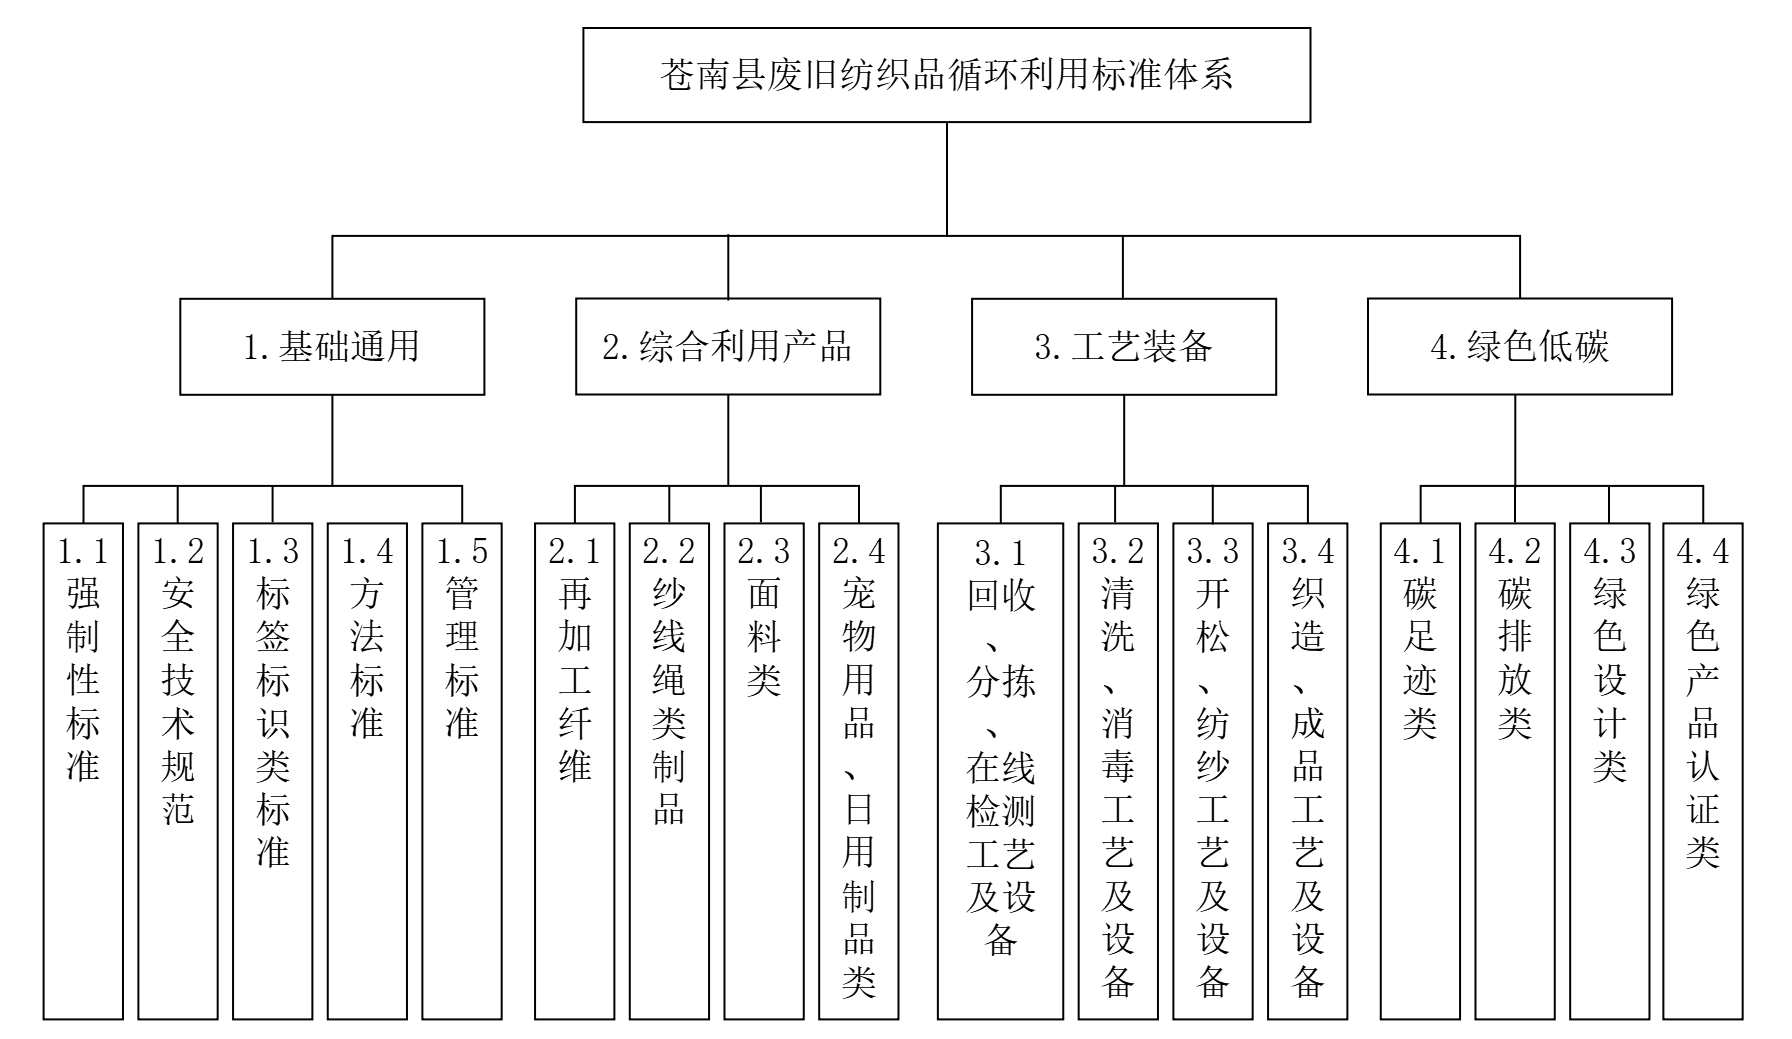 苍南县废旧纺织品循环利用标准体系
1.基础通用
2.综合利用产品
3.工艺装备
4.绿色低碳
1.1
强制性标准
1.2
安全技术规范
1.3
标签标识类标准
1.4
方法标准
1.5
管理标准
2.1
再加工纤维
2.2
纱线绳类制品
2.3
面料类
2.4
宠物用品、日用制品类
3.1
回收
、
分拣
、
在线
检测
工艺
及设
备
3.2
清洗、消毒工艺及设备
3.3
开松、纺纱工艺及设备
3.4
织造、成品工艺及设备
4.1
碳足迹类
4.2
碳排放类
4.3
绿色设计类
4.4
绿色产品认证类